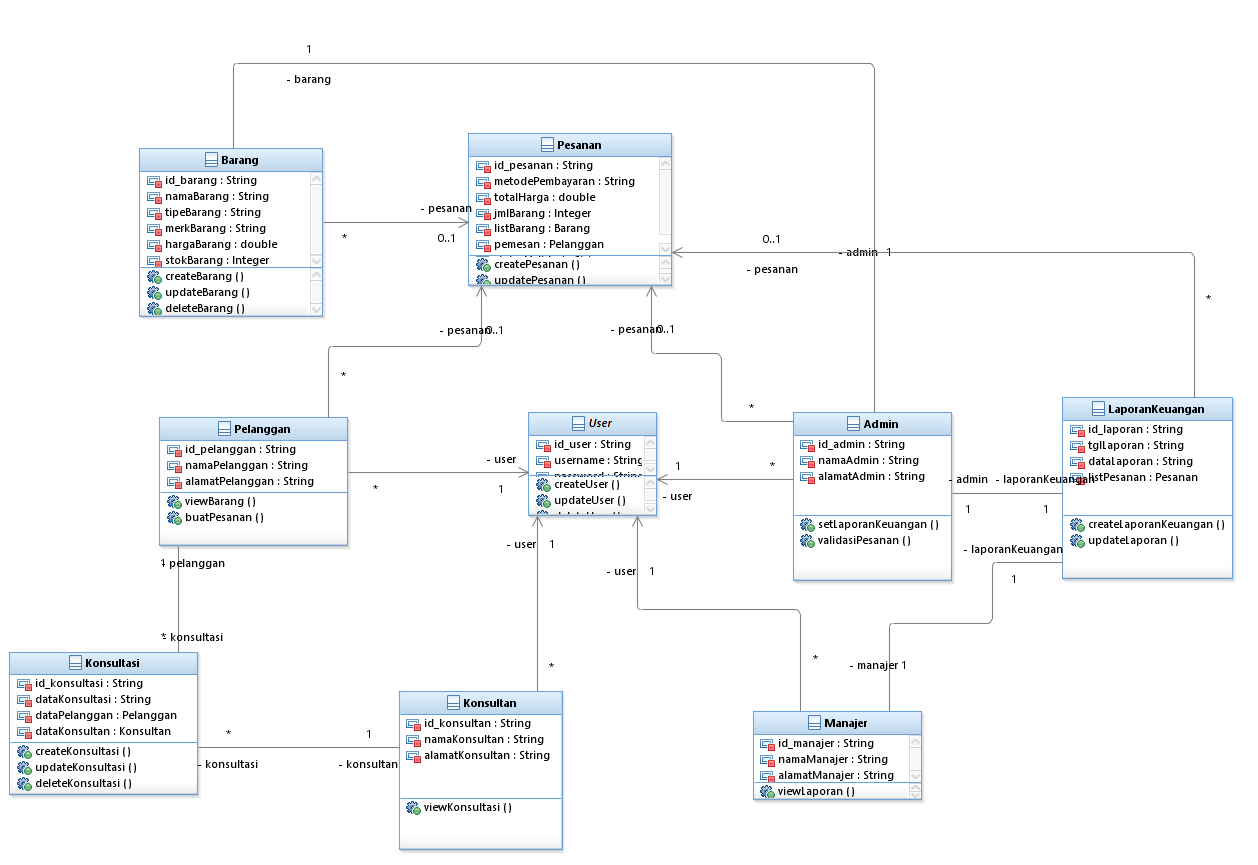 1
- barang
Barang
id_barang : String
namaBarang : String
tipeBarang : String
merkBarang : String
hargaBarang : double
stokBarang : Integer
createBarang ( )
updateBarang ( )
deleteBarang ( )
- pesanan
*
0..1
Pesanan
id_pesanan : String
metodePembayaran : String
totalHarga : double
jmlBarang : Integer
listBarang : Barang
pemesan : Pelanggan
createPesanan ( )
updatePesanan ( )
0..1
- pesanan
- admin 1
*
- pesanan
0..1
*
- pesanan
0..1
*
Pelanggan
id_pelanggan : String
namaPelanggan : String
alamatPelanggan : String
viewBarang ( )
buatPesanan ( )
- user
*
1
User
id_user : String
username : String
createUser ( )
updateUser ( )
1
*
- user
Admin
id_admin : String
namaAdmin : String
alamatAdmin : String
setLaporanKeuangan ( )
validasiPesanan ( )
- admin
- laporanKeuangan
1
1
LaporanKeuangan
id_laporan : String
tglLaporan : String
dataLaporan : String
listPesanan : Pesanan
createLaporanKeuangan ( )
updateLaporan ( )
- laporanKeuangan
1
1
- pelanggan
*
- konsultasi
- user 1
*
- user 1
*
- manajer 1
Konsultasi
id_konsultasi : String
dataKonsultasi : String
dataPelanggan : Pelanggan
dataKonsultan : Konsultan
createKonsultasi ( )
updateKonsultasi ( )
deleteKonsultasi ( )
*
1
- konsultasi
- konsultan
Konsultan
id_konsultan : String
namaKonsultan : String
alamatKonsultan : String
viewKonsultasi ( )
Manajer
id_manajer : String
namaManajer : String
alamatManajer : String
viewLaporan ( )